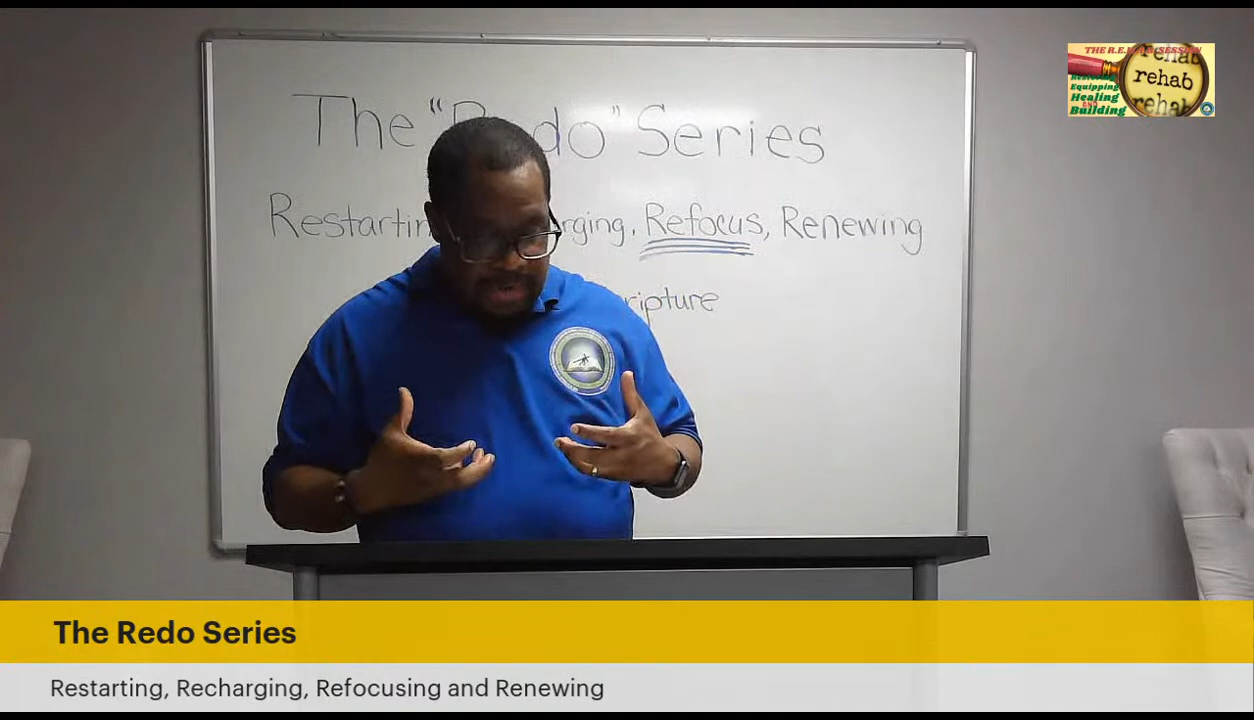 The "Redo" Series
Restartin rging, Refocus, Renewing
ripture
THE R.E.H.A.B. SESSION
rehab
rehab
rehab
Equipping
Healing
AND
Building
The Redo Series
Restarting, Recharging, Refocusing and Renewing